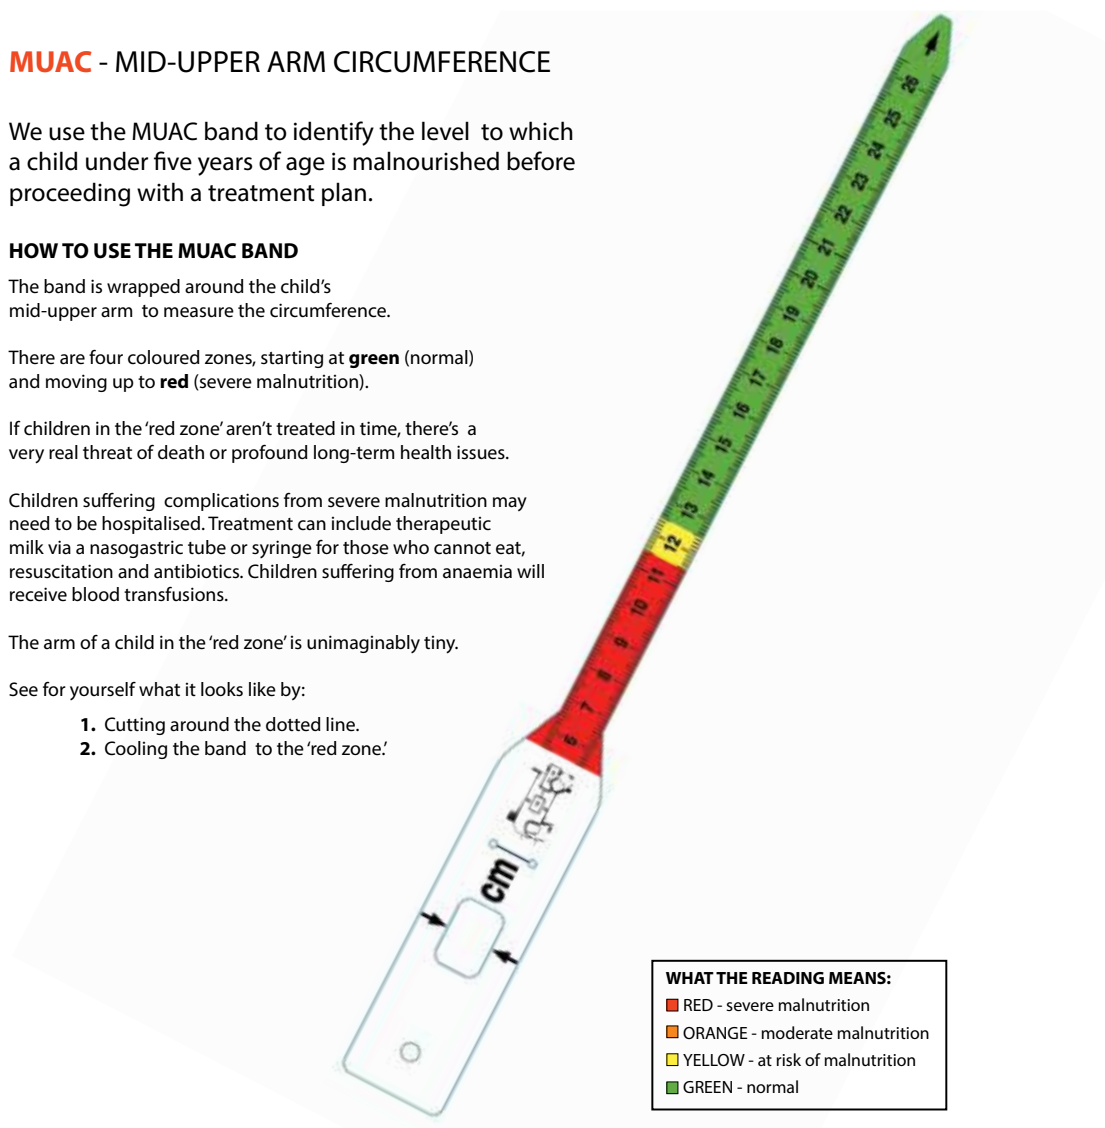 MUAC - MID-UPPER ARM CIRCUMFERENCE
We use the MUAC band to identify the level to which
a child under five years of age is malnourished before
proceeding with a treatment plan.
HOW TO USE THE MUAC BAND
The band is wrapped around the child's
mid-upper arm to measure the circumference.
There are four coloured zones, starting at green (normal)
and moving up to red (severe malnutrition).
If children in the 'red zone' aren't treated in time, there's a
very real threat of death or profound long-term health issues.
Children suffering complications from severe malnutrition may
need to be hospitalised. Treatment can include therapeutic
milk via a nasogastric tube or syringe for those who cannot eat,
resuscitation and antibiotics. Children suffering from anaemia will
receive blood transfusions.
The arm of a child in the 'red zone' is unimaginably tiny.
See for yourself what it looks like by:
1. Cutting around the dotted line.
2. Cooling the band to the 'red zone.'
cm
6 7 8 9 10 11 12 13 14 15 16 17 18 19 20 21 22 23 24 25 26
WHAT THE READING MEANS:
RED - severe malnutrition
ORANGE - moderate malnutrition
YELLOW - at risk of malnutrition
GREEN - normal